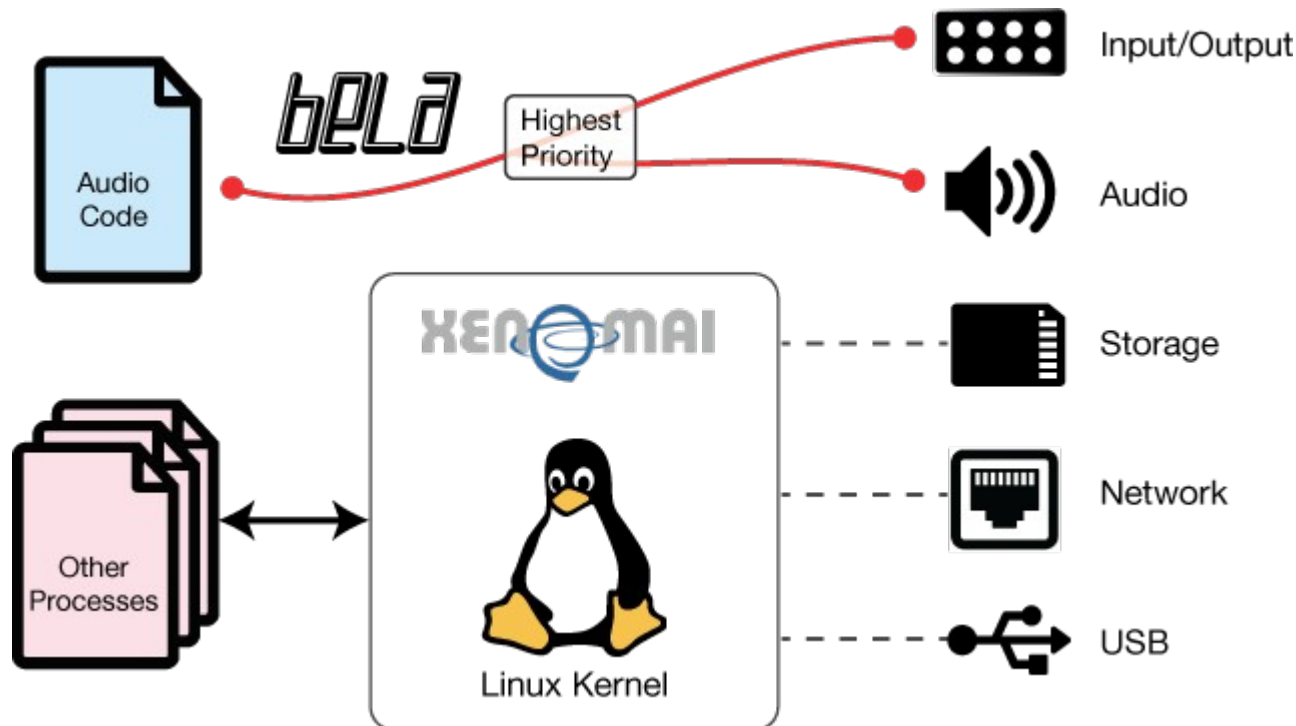 Input/Output
bela
Highest
Priority
Audio
Code
Audio
XENOMAI
Storage
Network
Other
Processes
USB
Linux Kernel